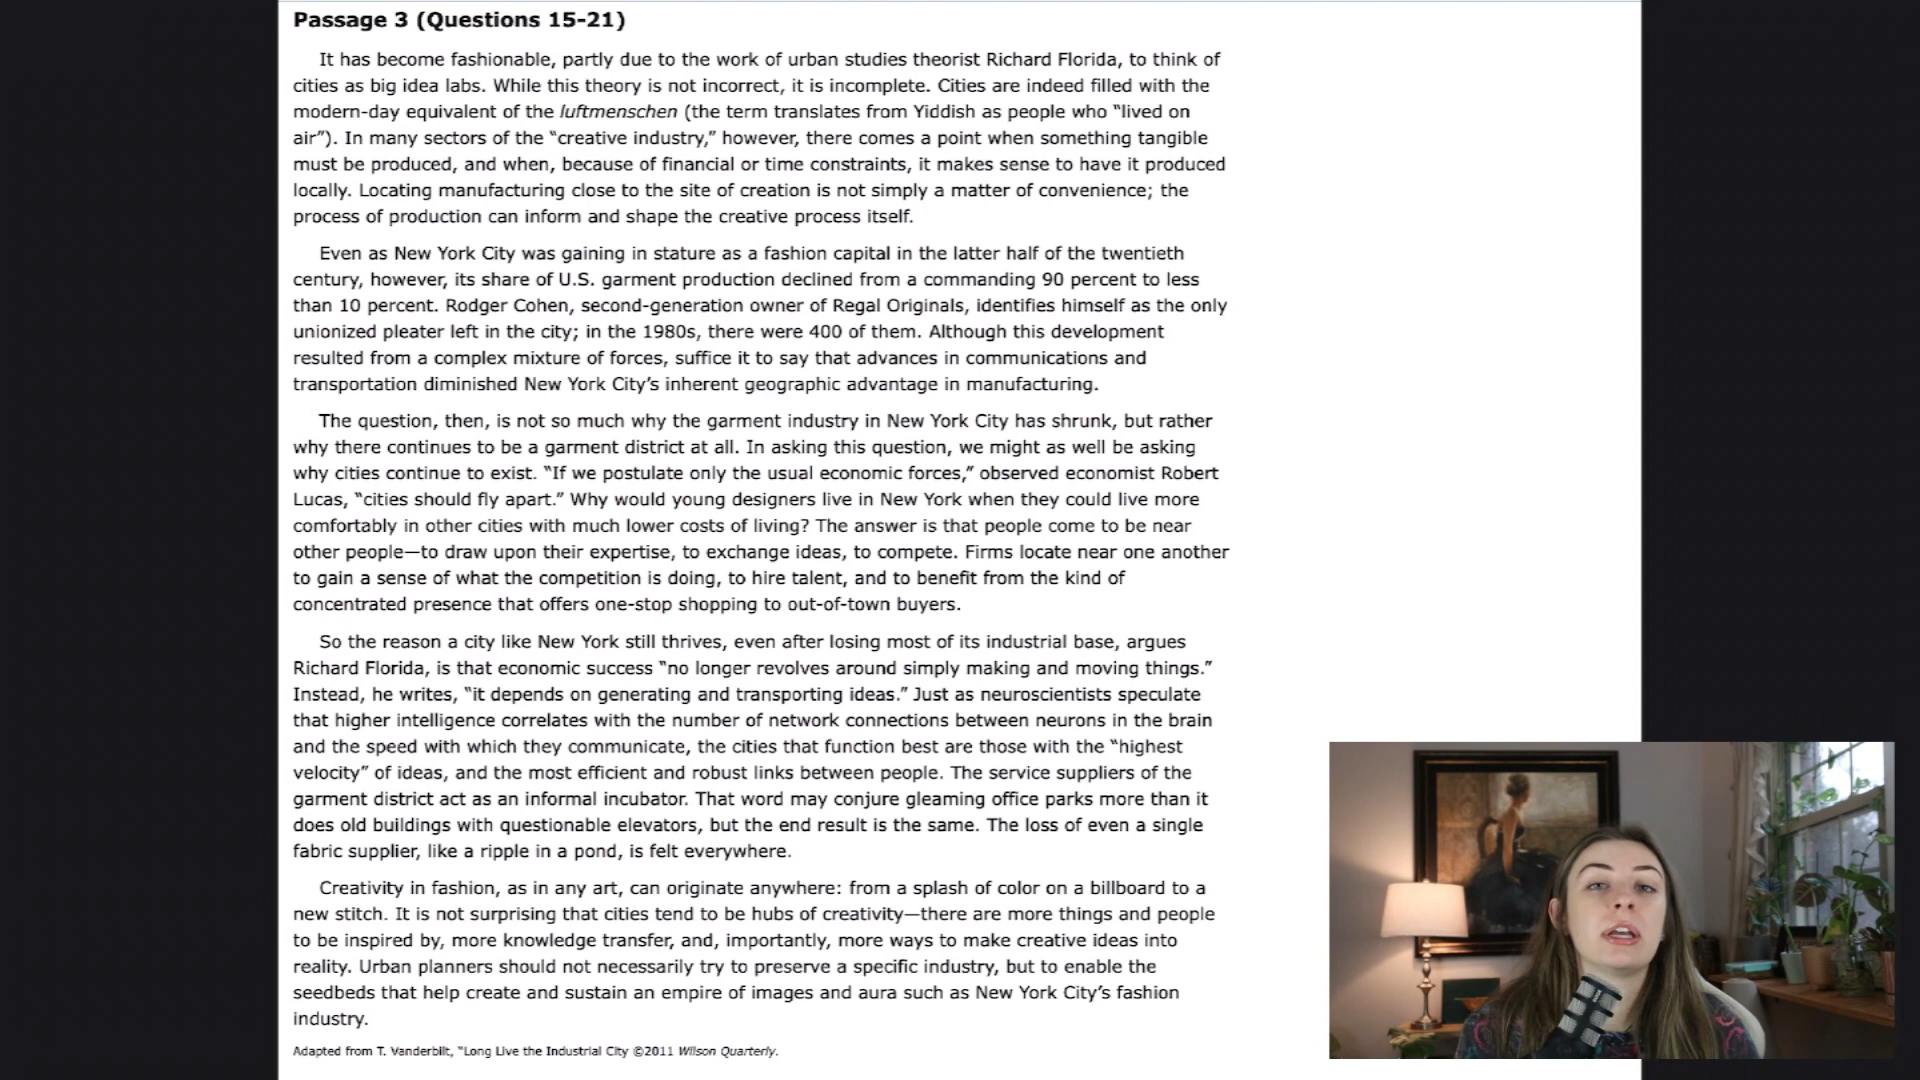 Passage 3 (Questions 15-21)
It has become fashionable, partly due to the work of urban studies theorist Richard Florida, to think of
cities as big idea labs. While this theory is not incorrect, it is incomplete. Cities are indeed filled with the
modern-day equivalent of the luftmenschen (the term translates from Yiddish as people who “lived on
air”). In many sectors of the “creative industry,” however, there comes a point when something tangible
must be produced, and when, because of financial or time constraints, it makes sense to have it produced
locally. Locating manufacturing close to the site of creation is not simply a matter of convenience; the
process of production can inform and shape the creative process itself.
Even as New York City was gaining in stature as a fashion capital in the latter half of the twentieth
century, however, its share of U.S. garment production declined from a commanding 90 percent to less
than 10 percent. Rodger Cohen, second-generation owner of Regal Originals, identifies himself as the only
unionized pleater left in the city; in the 1980s, there were 400 of them. Although this development
resulted from a complex mixture of forces, suffice it to say that advances in communications and
transportation diminished New York City’s inherent geographic advantage in manufacturing.
The question, then, is not so much why the garment industry in New York City has shrunk, but rather
why there continues to be a garment district at all. In asking this question, we might as well be asking
why cities continue to exist. “If we postulate only the usual economic forces,” observed economist Robert
Lucas, “cities should fly apart.” Why would young designers live in New York when they could live more
comfortably in other cities with much lower costs of living? The answer is that people come to be near
other people—to draw upon their expertise, to exchange ideas, to compete. Firms locate near one another
to gain a sense of what the competition is doing, to hire talent, and to benefit from the kind of
concentrated presence that offers one-stop shopping to out-of-town buyers.
So the reason a city like New York still thrives, even after losing most of its industrial base, argues
Richard Florida, is that economic success “no longer revolves around simply making and moving things.”
Instead, he writes, “it depends on generating and transporting ideas.” Just as neuroscientists speculate
that higher intelligence correlates with the number of network connections between neurons in the brain
and the speed with which they communicate, the cities that function best are those with the “highest
velocity” of ideas, and the most efficient and robust links between people. The service suppliers of the
garment district act as an informal incubator. That word may conjure gleaming office parks more than it
does old buildings with questionable elevators, but the end result is the same. The loss of even a single
fabric supplier, like a ripple in a pond, is felt everywhere.
Creativity in fashion, as in any art, can originate anywhere: from a splash of color on a billboard to a
new stitch. It is not surprising that cities tend to be hubs of creativity—there are more things and people
to be inspired by, more knowledge transfer, and, importantly, more ways to make creative ideas into
reality. Urban planners should not necessarily try to preserve a specific industry, but to enable the
seedbeds that help create and sustain an empire of images and aura such as New York City’s fashion
industry.
Adapted from T. Vanderbilt, “Long Live the Industrial City ©2011 Wilson Quarterly.